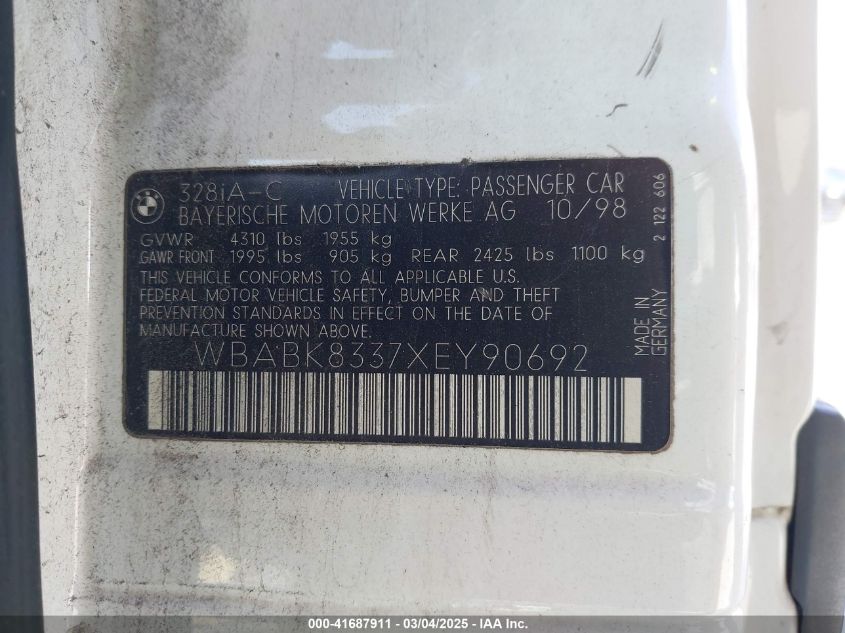 BMW
328iA-C VEHICLE TYPE: PASSENGER CAR
BAYERISCHE MOTOREN WERKE AG 10/98
GVWR 4310 lbs 1955 kg
GAWR FRONT 1995 lbs 905 kg REAR 2425 lbs 1100 kg
THIS VEHICLE CONFORMS TO ALL APPLICABLE U.S.
FEDERAL MOTOR VEHICLE SAFETY, BUMPER AND THEFT
PREVENTION STANDARDS IN EFFECT ON THE DATE OF
MANUFACTURE SHOWN ABOVE.
WBABK8337XEY90692
2 122 606
MADE IN
GERMANY
000-41687911 - 03/04/2025 - IAAI.COM